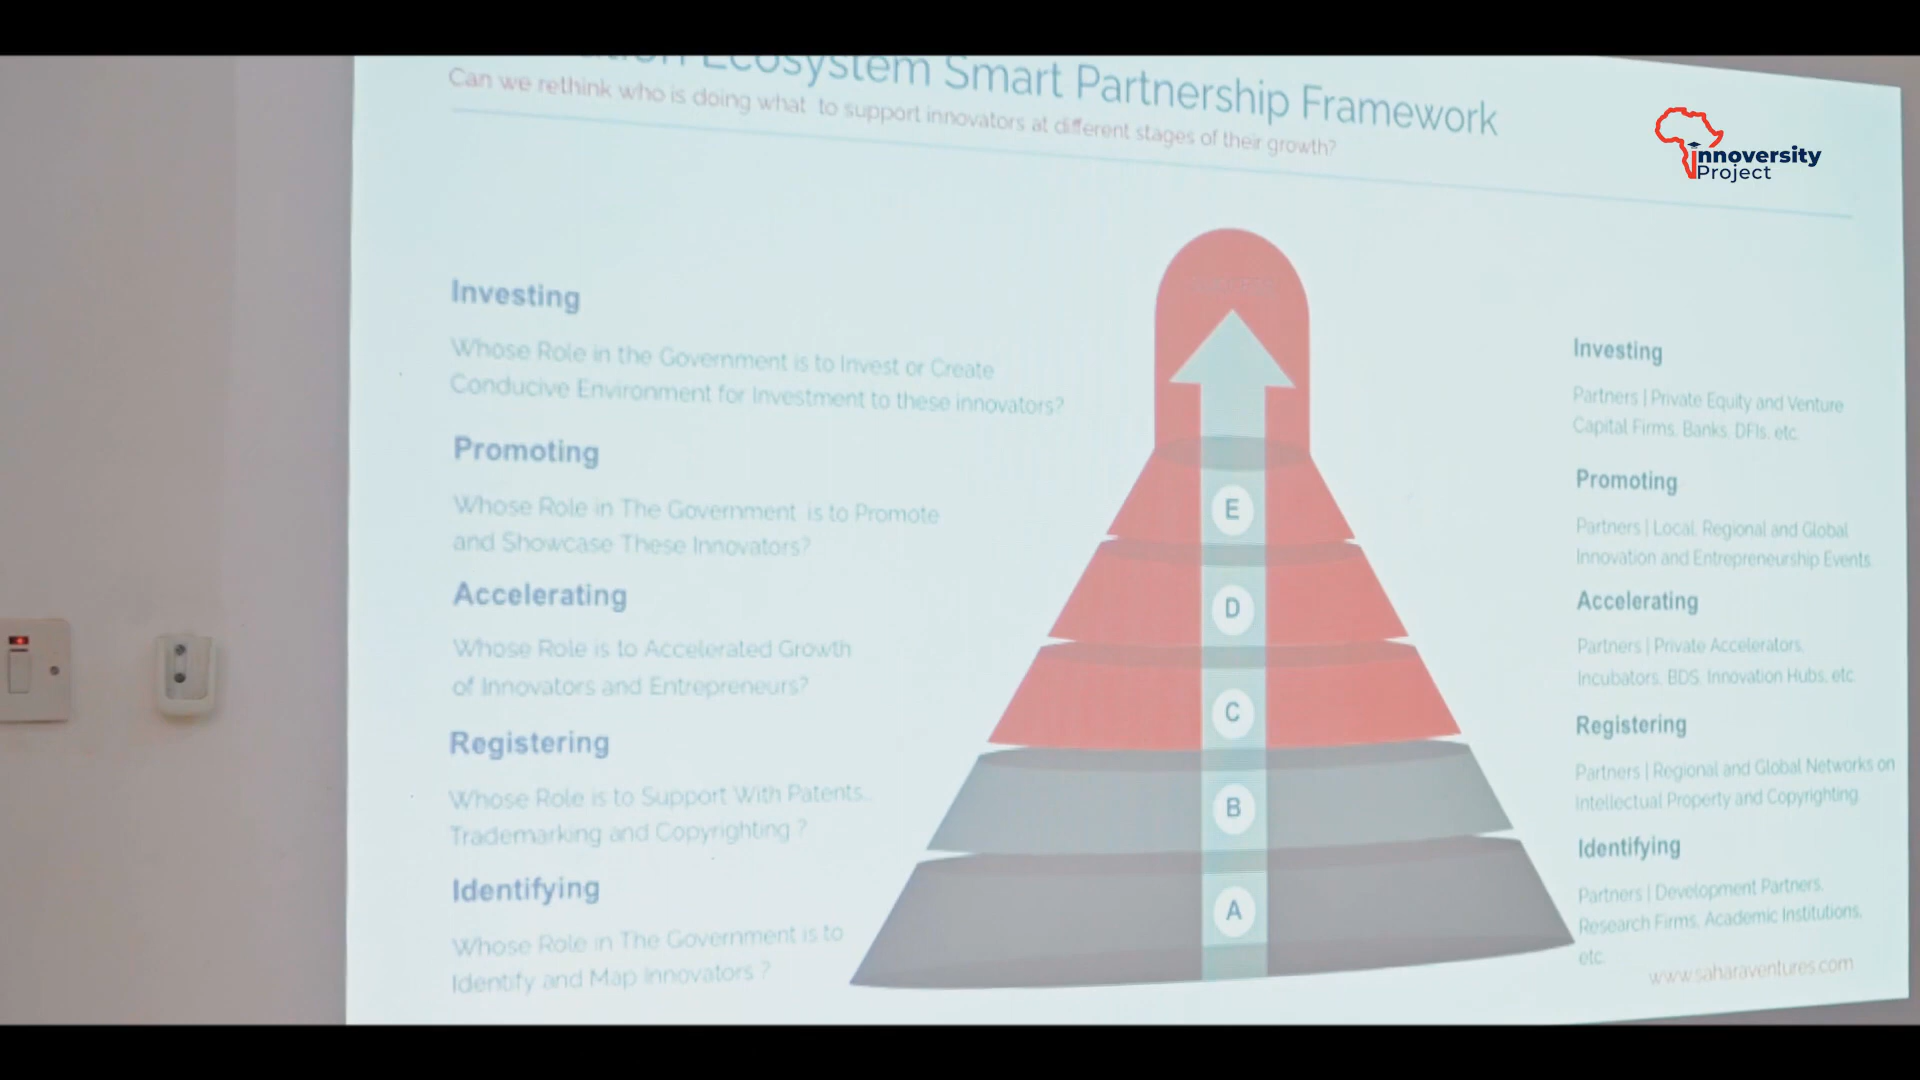 Ecosystem Smart Partnership Framework
Can we rethink who is doing what to support innovators at different stages of their growth?
innoversity
Project
Investing
Whose Role in the Government is to Invest or Create
Conducive Environment for Investment to these innovators?
Promoting
Whose Role in The Government is to Promote
and Showcase These Innovators?
Accelerating
Whose Role is to Accelerated Growth
of Innovators and Entrepreneurs?
Registering
Whose Role is to Support With Patents..
Trademarking and Copyrighting ?
Identifying
Whose Role in The Government is to
Identify and Map Innovators ?
E
D
C
B
A
Investing
Partners | Private Equity and Venture
Capital Firms, Banks, DFIs, etc
Promoting
Partners | Local, Regional and Global
Innovation and Entrepreneurship Events
Accelerating
Partners | Private Accelerators,
Incubators, BDS, Innovation Hubs, etc
Registering
Partners | Regional and Global Networks on
Intellectual Property and Copyrighting
Identifying
Partners | Development Partners,
Research Firms, Academic Institutions,
etc
www.saharaventures.com